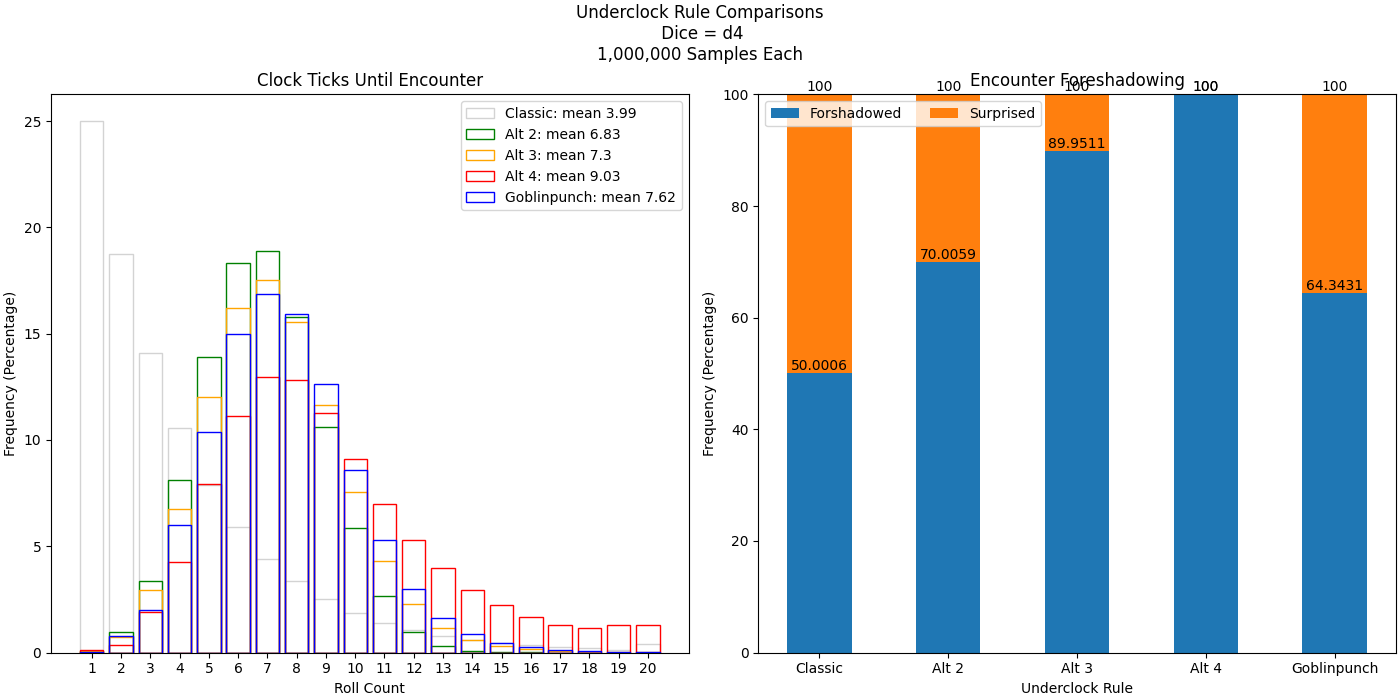 Underclock Rule Comparisons
Dice = d4
1,000,000 Samples Each
Clock Ticks Until Encounter
Frequency (Percentage)
25
20
15
10
5
0
Classic: mean 3.99
Alt 2: mean 6.83
Alt 3: mean 7.3
Alt 4: mean 9.03
Goblinpunch: mean 7.62
1 2 3 4 5 6 7 8 9 10 11 12 13 14 15 16 17 18 19 20
Roll Count
Encounter Foreshadowing
100 100 100 100 100
Forshadowed Surprised
Frequency (Percentage)
100
80
60
40
20
0
50.0006
70.0059
89.9511
64.3431
Classic Alt 2 Alt 3 Alt 4 Goblinpunch
Underclock Rule